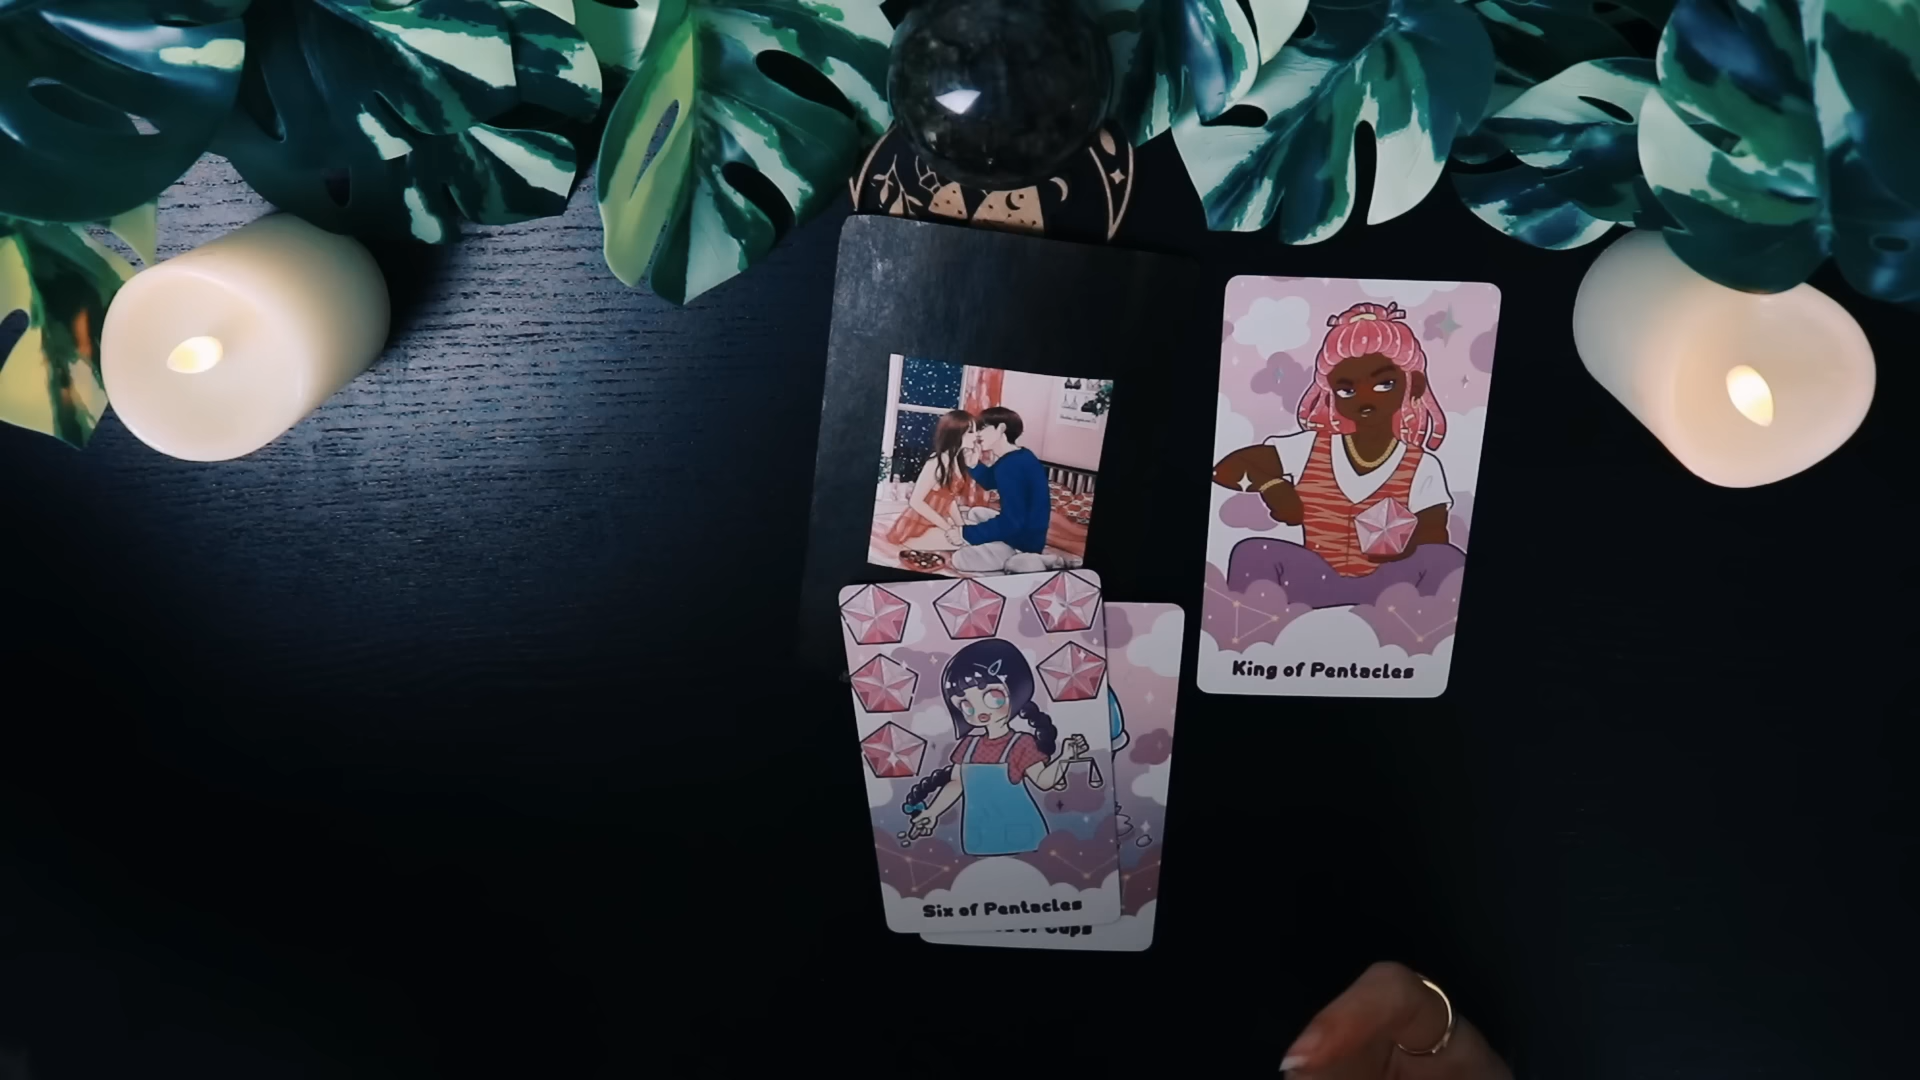 King of Pentacles
Six of Pentacles
of Cups